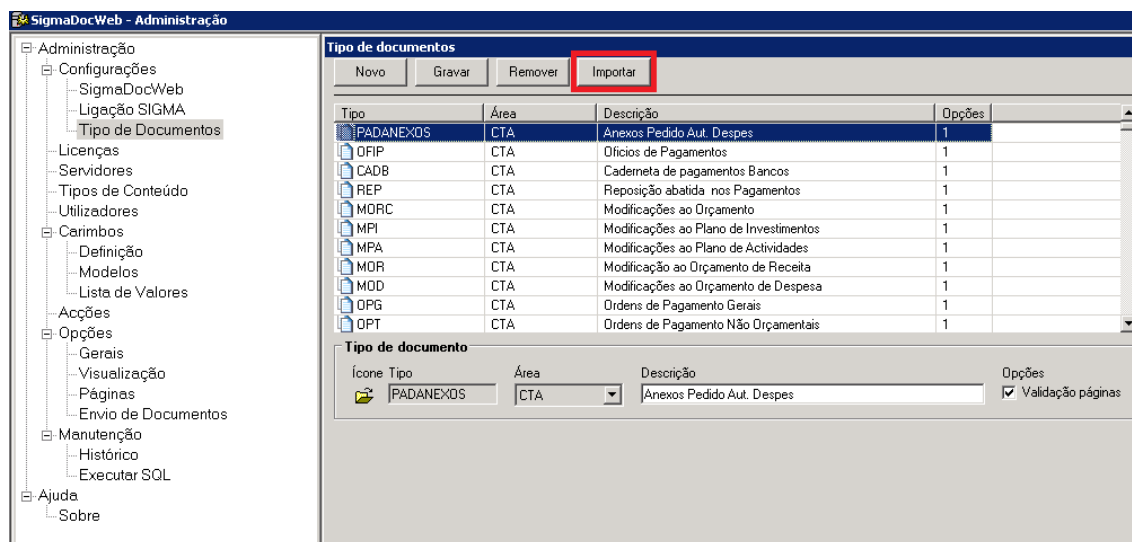 SigmaDocWeb - Administração
Administração
Configurações
SigmaDocWeb
Ligação SIGMA
Tipo de Documentos
Licenças
Servidores
Tipos de Conteúdo
Utilizadores
Carimbos
Definição
Modelos
Lista de Valores
Acções
Opções
Gerais
Visualização
Páginas
Envio de Documentos
Manutenção
Histórico
Executar SQL
Ajuda
Sobre
Tipo de documentos
Novo Gravar Remover Importar
Tipo Área Descrição Opções
PADANEXOS CTA Anexos Pedido Aut. Despes 1
OFIP CTA Oficios de Pagamentos 1
CADB CTA Caderneta de pagamentos Bancos 1
REP CTA Reposição abatida nos Pagamentos 1
MORC CTA Modificações ao Orçamento 1
MPI CTA Modificações ao Plano de Investimentos 1
MPA CTA Modificações ao Plano de Actividades 1
MOR CTA Modificação ao Orçamento de Receita 1
MOD CTA Modificações ao Orçamento de Despesa 1
OPG CTA Ordens de Pagamento Gerais 1
OPT CTA Ordens de Pagamento Não Orçamentais 1
Tipo de documento
Ícone Tipo Área Descrição Opções
PADANEXOS CTA Anexos Pedido Aut. Despes Validação páginas